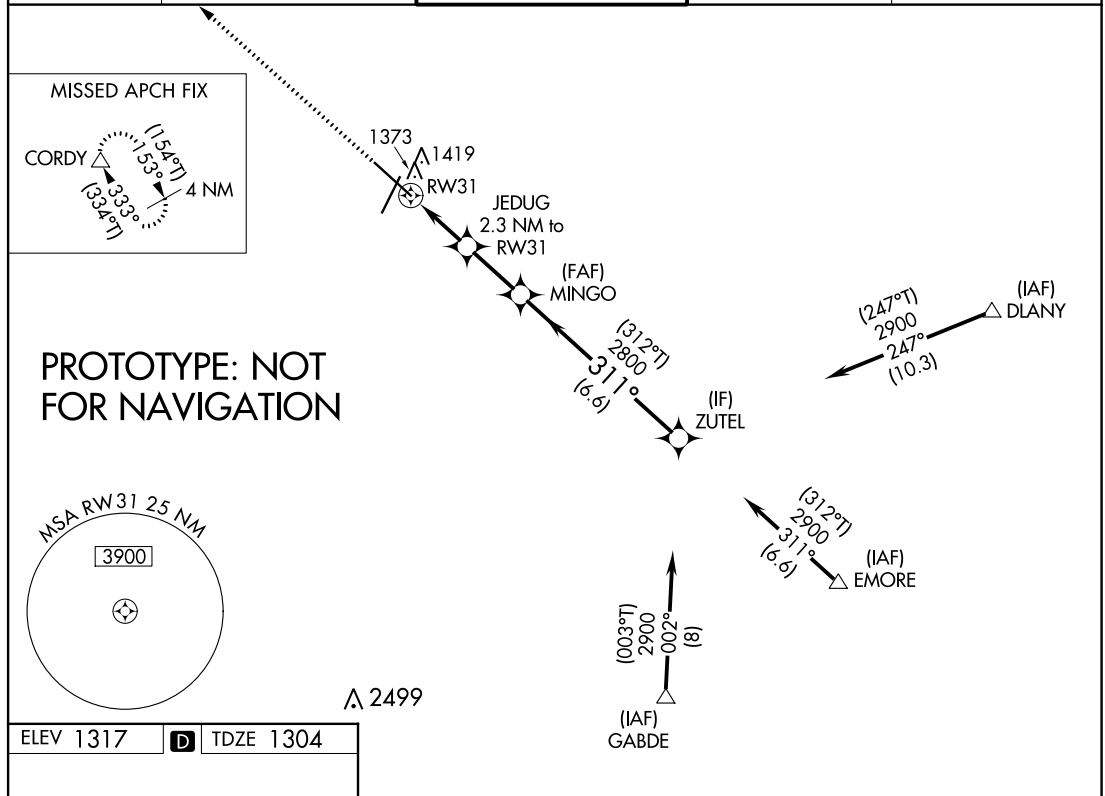 MISSED APCH FIX
CORDY
(154°T)
153°
4 NM
333°
(334°T)
1373
1419
RW31
JEDUG
2.3 NM to
RW31
(FAF)
MINGO
(312°T)
2800
311°
(6.6)
(IF)
ZUTEL
(247°T)
2900
247°
(10.3)
(IAF)
DLANY
PROTOTYPE: NOT
FOR NAVIGATION
MSA RW31 25 NM
3900
(312°T)
2900
311°
(6.6)
(IAF)
EMORE
(003°T)
2900
002°
(8)
(IAF)
GABDE
2499
ELEV 1317 D TDZE 1304